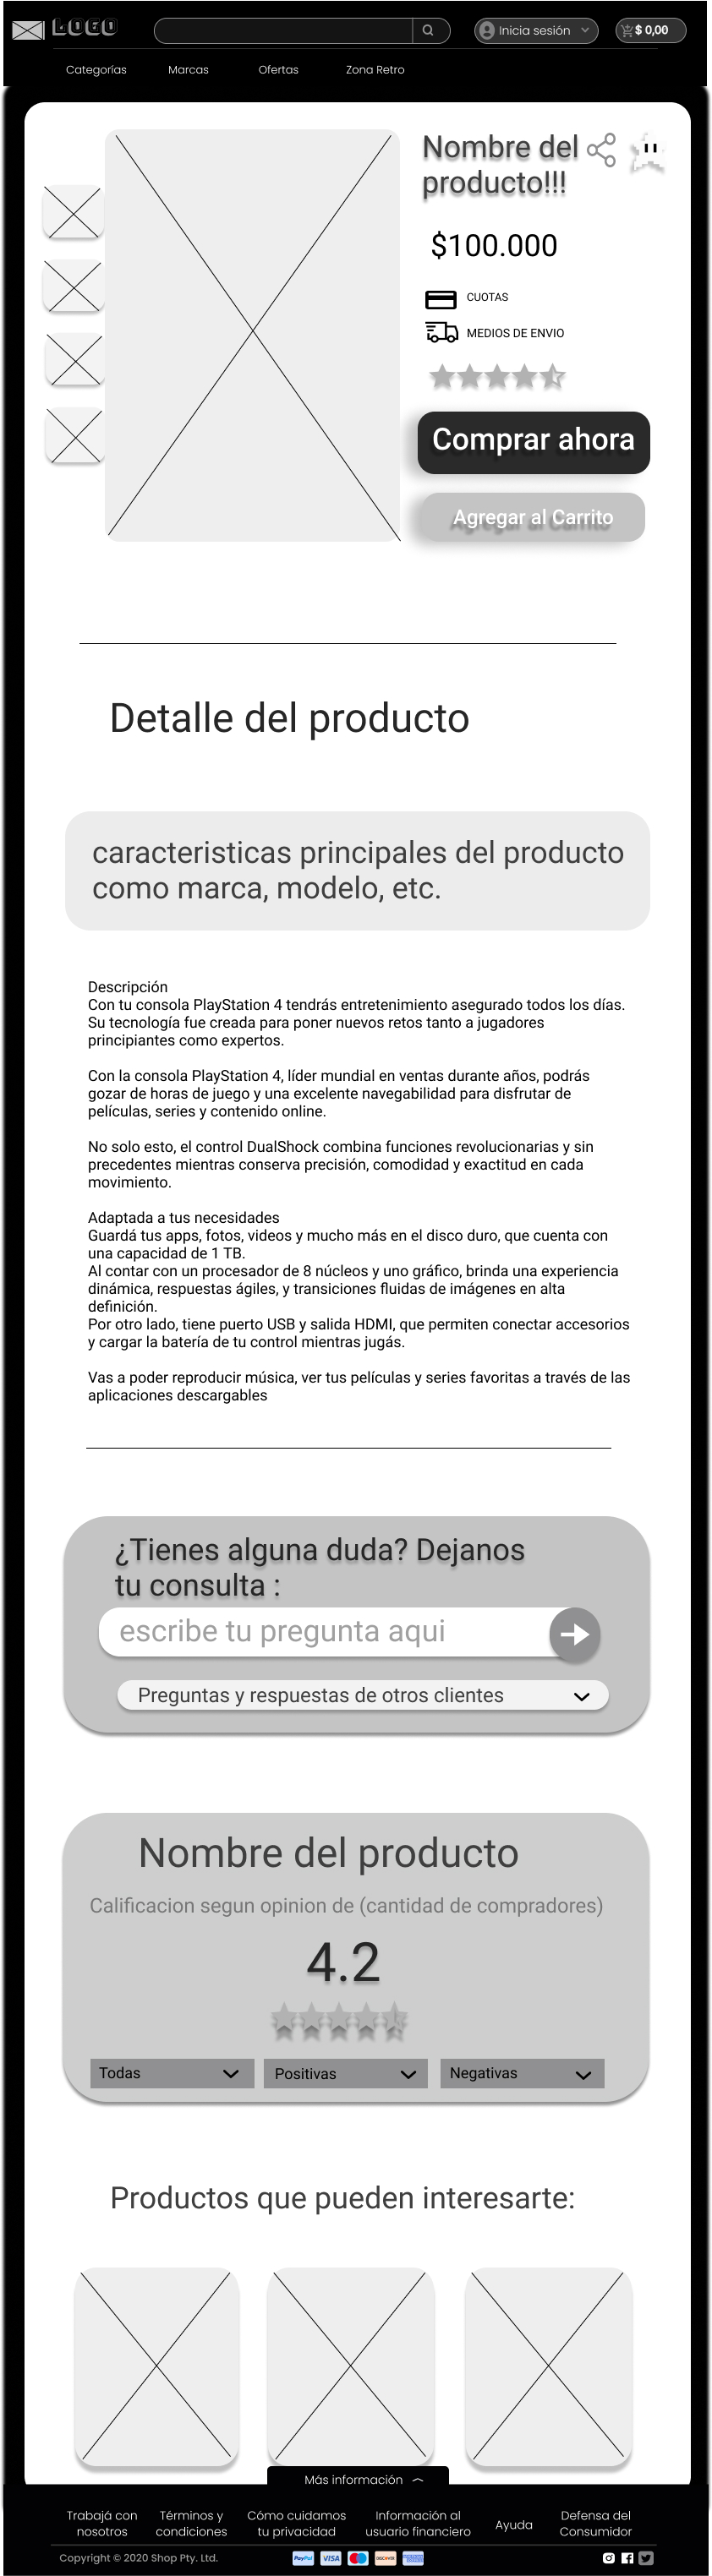 LOGO
Inicia sesión
$ 0,00
Categorías Marcas Ofertas Zona Retro
Nombre del
producto!!!
$100.000
CUOTAS
MEDIOS DE ENVIO
Comprar ahora
Agregar al Carrito
Detalle del producto
caracteristicas principales del producto
como marca, modelo, etc.
Descripción
Con tu consola PlayStation 4 tendrás entretenimiento asegurado todos los días.
Su tecnología fue creada para poner nuevos retos tanto a jugadores
principiantes como expertos.
Con la consola PlayStation 4, líder mundial en ventas durante años, podrás
gozar de horas de juego y una excelente navegabilidad para disfrutar de
películas, series y contenido online.
No solo esto, el control DualShock combina funciones revolucionarias y sin
precedentes mientras conserva precisión, comodidad y exactitud en cada
movimiento.
Adaptada a tus necesidades
Guardá tus apps, fotos, videos y mucho más en el disco duro, que cuenta con
una capacidad de 1 TB.
Al contar con un procesador de 8 núcleos y uno gráfico, brinda una experiencia
dinámica, respuestas ágiles, y transiciones fluidas de imágenes en alta
definición.
Por otro lado, tiene puerto USB y salida HDMI, que permiten conectar accesorios
y cargar la batería de tu control mientras jugás.
Vas a poder reproducir música, ver tus películas y series favoritas a través de las
aplicaciones descargables
¿Tienes alguna duda? Dejanos
tu consulta :
escribe tu pregunta aqui
Preguntas y respuestas de otros clientes
Nombre del producto
Calificacion segun opinion de (cantidad de compradores)
4.2
Todas Positivas Negativas
Productos que pueden interesarte:
Más información
Trabajá con
nosotros
Términos y
condiciones
Cómo cuidamos
tu privacidad
Información al
usuario financiero
Ayuda
Defensa del
Consumidor
Copyright © 2020 Shop Pty. Ltd.
PayPal VISA DISCOVER